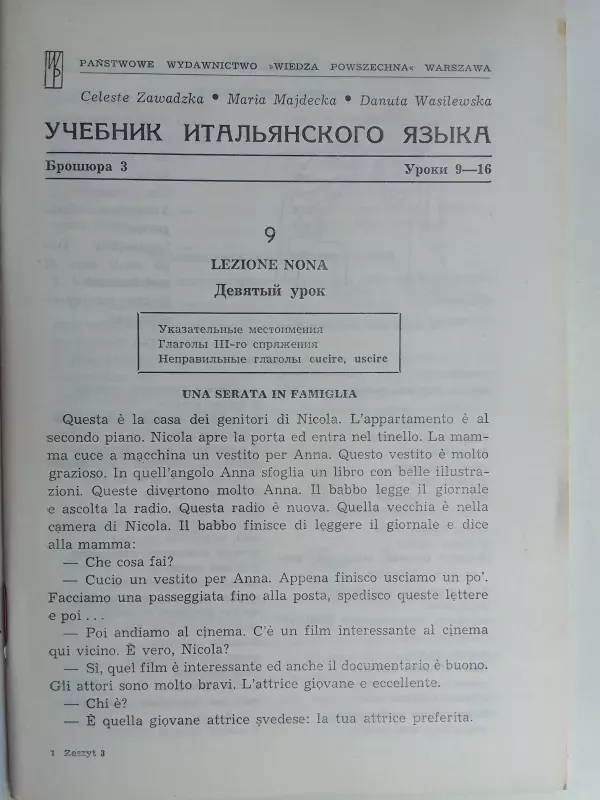 WP
PAŃSTWOWE WYDAWNICTWO »WIEDZA POWSZECHNA« WARSZAWA
Celeste Zawadzka • Maria Majdecka • Danuta Wasilewska
УЧЕБНИК ИТАЛЬЯНСКОГО ЯЗЫКА
Брошюра 3 Уроки 9—16
9
LEZIONE NONA
Девятый урок
Указательные местоимения
Глаголы III-го спряжения
Неправильные глаголы cucire, uscire
UNA SERATA IN FAMIGLIA
Questa è la casa dei genitori di Nicola. L'appartamento è al
secondo piano. Nicola apre la porta ed entra nel tinello. La mam-
ma cuce a macchina un vestito per Anna. Questo vestito è molto
grazioso. In quell'angolo Anna sfoglia un libro con belle illustra-
zioni. Queste divertono molto Anna. Il babbo legge il giornale
e ascolta la radio. Questa radio è nuova. Quella vecchia è nella
camera di Nicola. Il babbo finisce di leggere il giornale e dice
alla mamma:
— Che cosa fai?
— Cucio un vestito per Anna. Appena finisco usciamo un po'.
Facciamo una passeggiata fino alla posta, spedisco queste lettere
e poi . . .
— Poi andiamo al cinema. C'è un film interessante al cinema
qui vicino. È vero, Nicola?
— Sì, quel film è interessante ed anche il documentario è buono.
Gli attori sono molto bravi. L'attrice giovane e eccellente.
— Chi è?
— È quella giovane attrice svedese: la tua attrice preferita.
1 Zeszyt 3